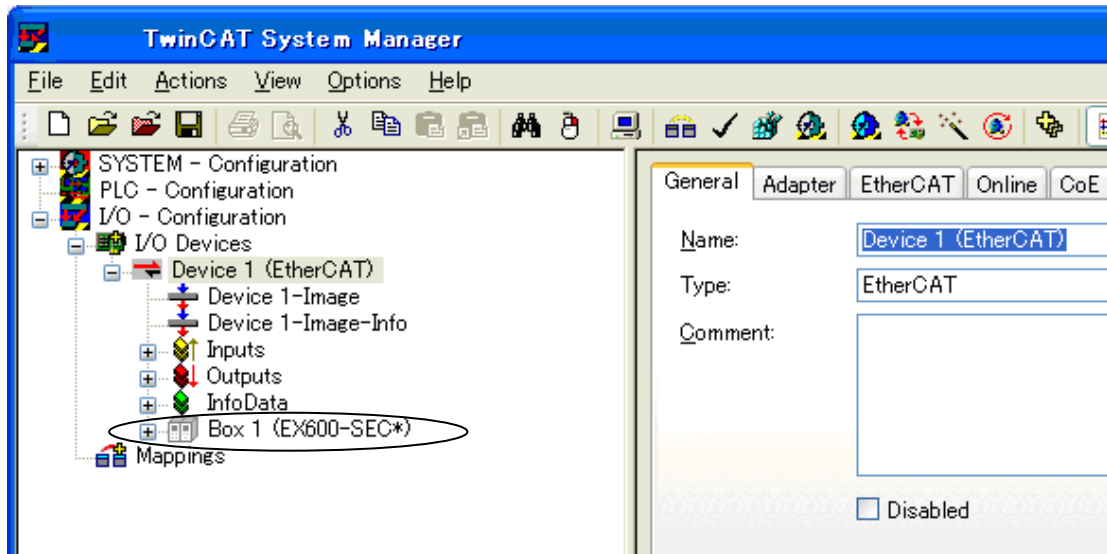 TwinCAT System Manager
File Edit Actions View Options Help
SYSTEM - Configuration
PLC - Configuration
I/O - Configuration
I/O Devices
Device 1 (EtherCAT)
Device 1-Image
Device 1-Image-Info
Inputs
Outputs
InfoData
Box 1 (EX600-SEC*)
Mappings
General Adapter EtherCAT Online CoE
Name: Device 1 (EtherCAT)
Type: EtherCAT
Comment:
Disabled